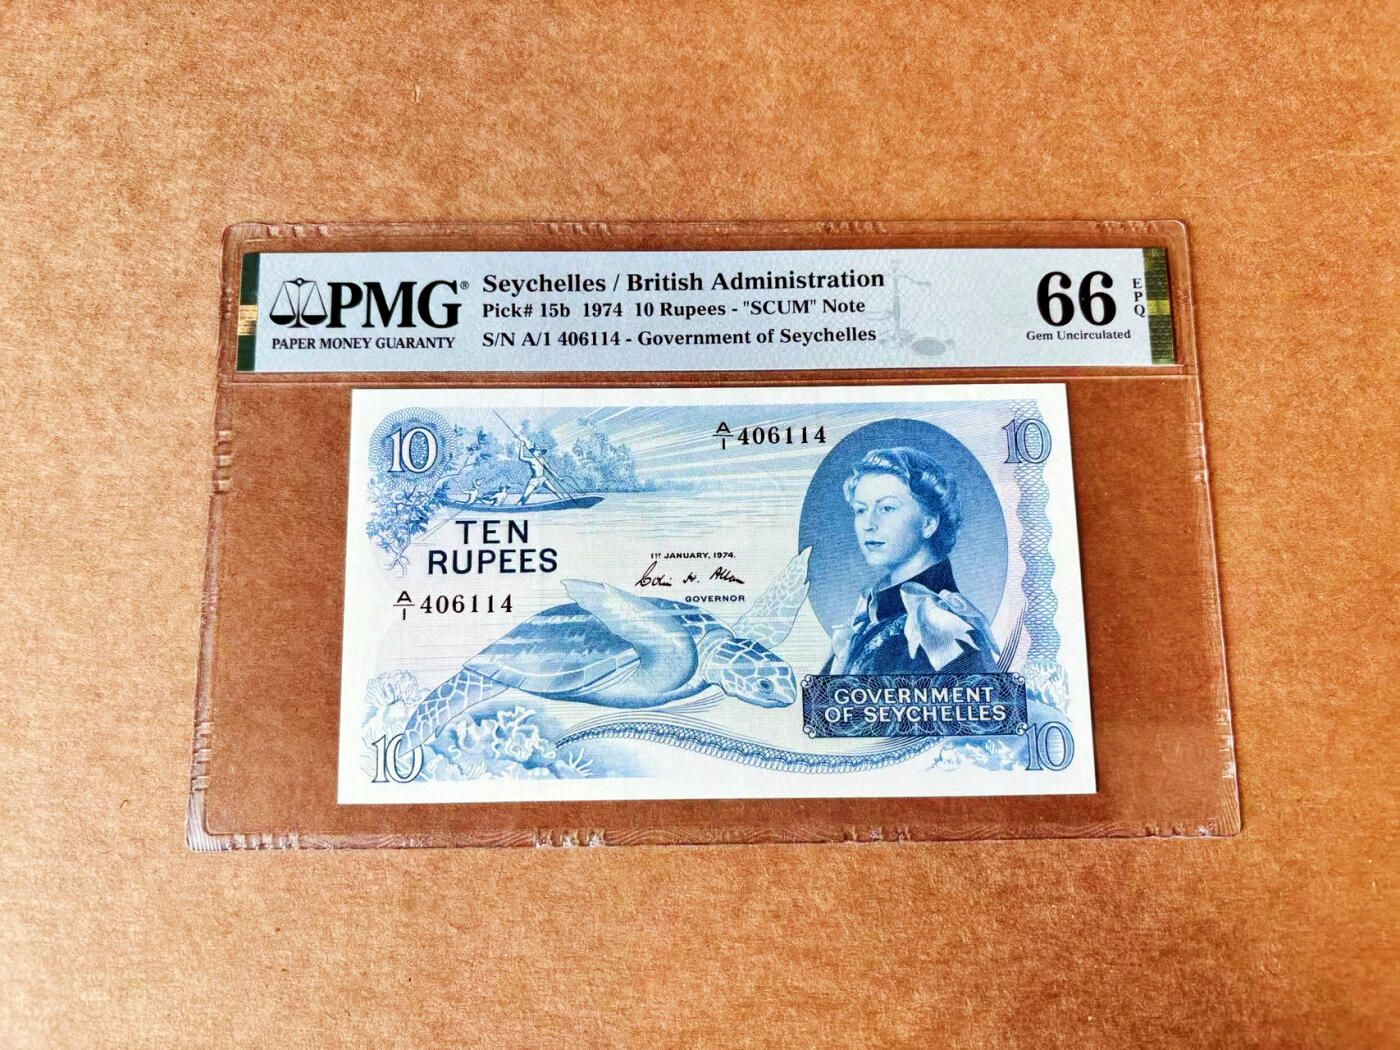 PMG®
PAPER MONEY GUARANTY
Seychelles / British Administration
Pick# 15b 1974 10 Rupees - "SCUM" Note
S/N A/1 406114 - Government of Seychelles
66
EPQ
Gem Uncirculated
10
A/1 406114
10
TEN
RUPEES
1ST JANUARY, 1974.
Colin H. Allan
GOVERNOR
A/1 406114
GOVERNMENT
OF SEYCHELLES
10
10